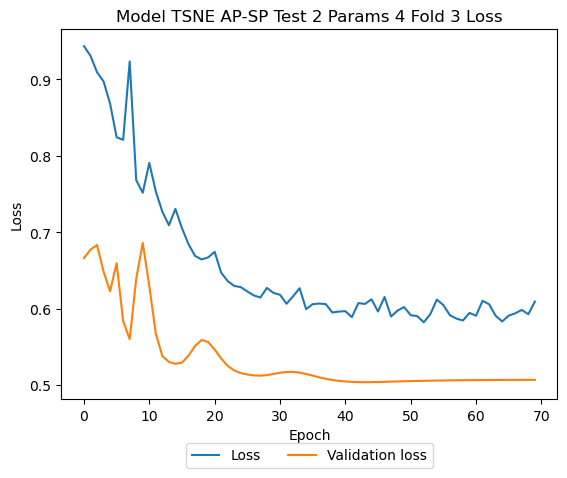 Model TSNE AP-SP Test 2 Params 4 Fold 3 Loss
Loss
0.9
0.8
0.7
0.6
0.5
0 10 20 30 40 50 60 70
Epoch
Loss Validation loss